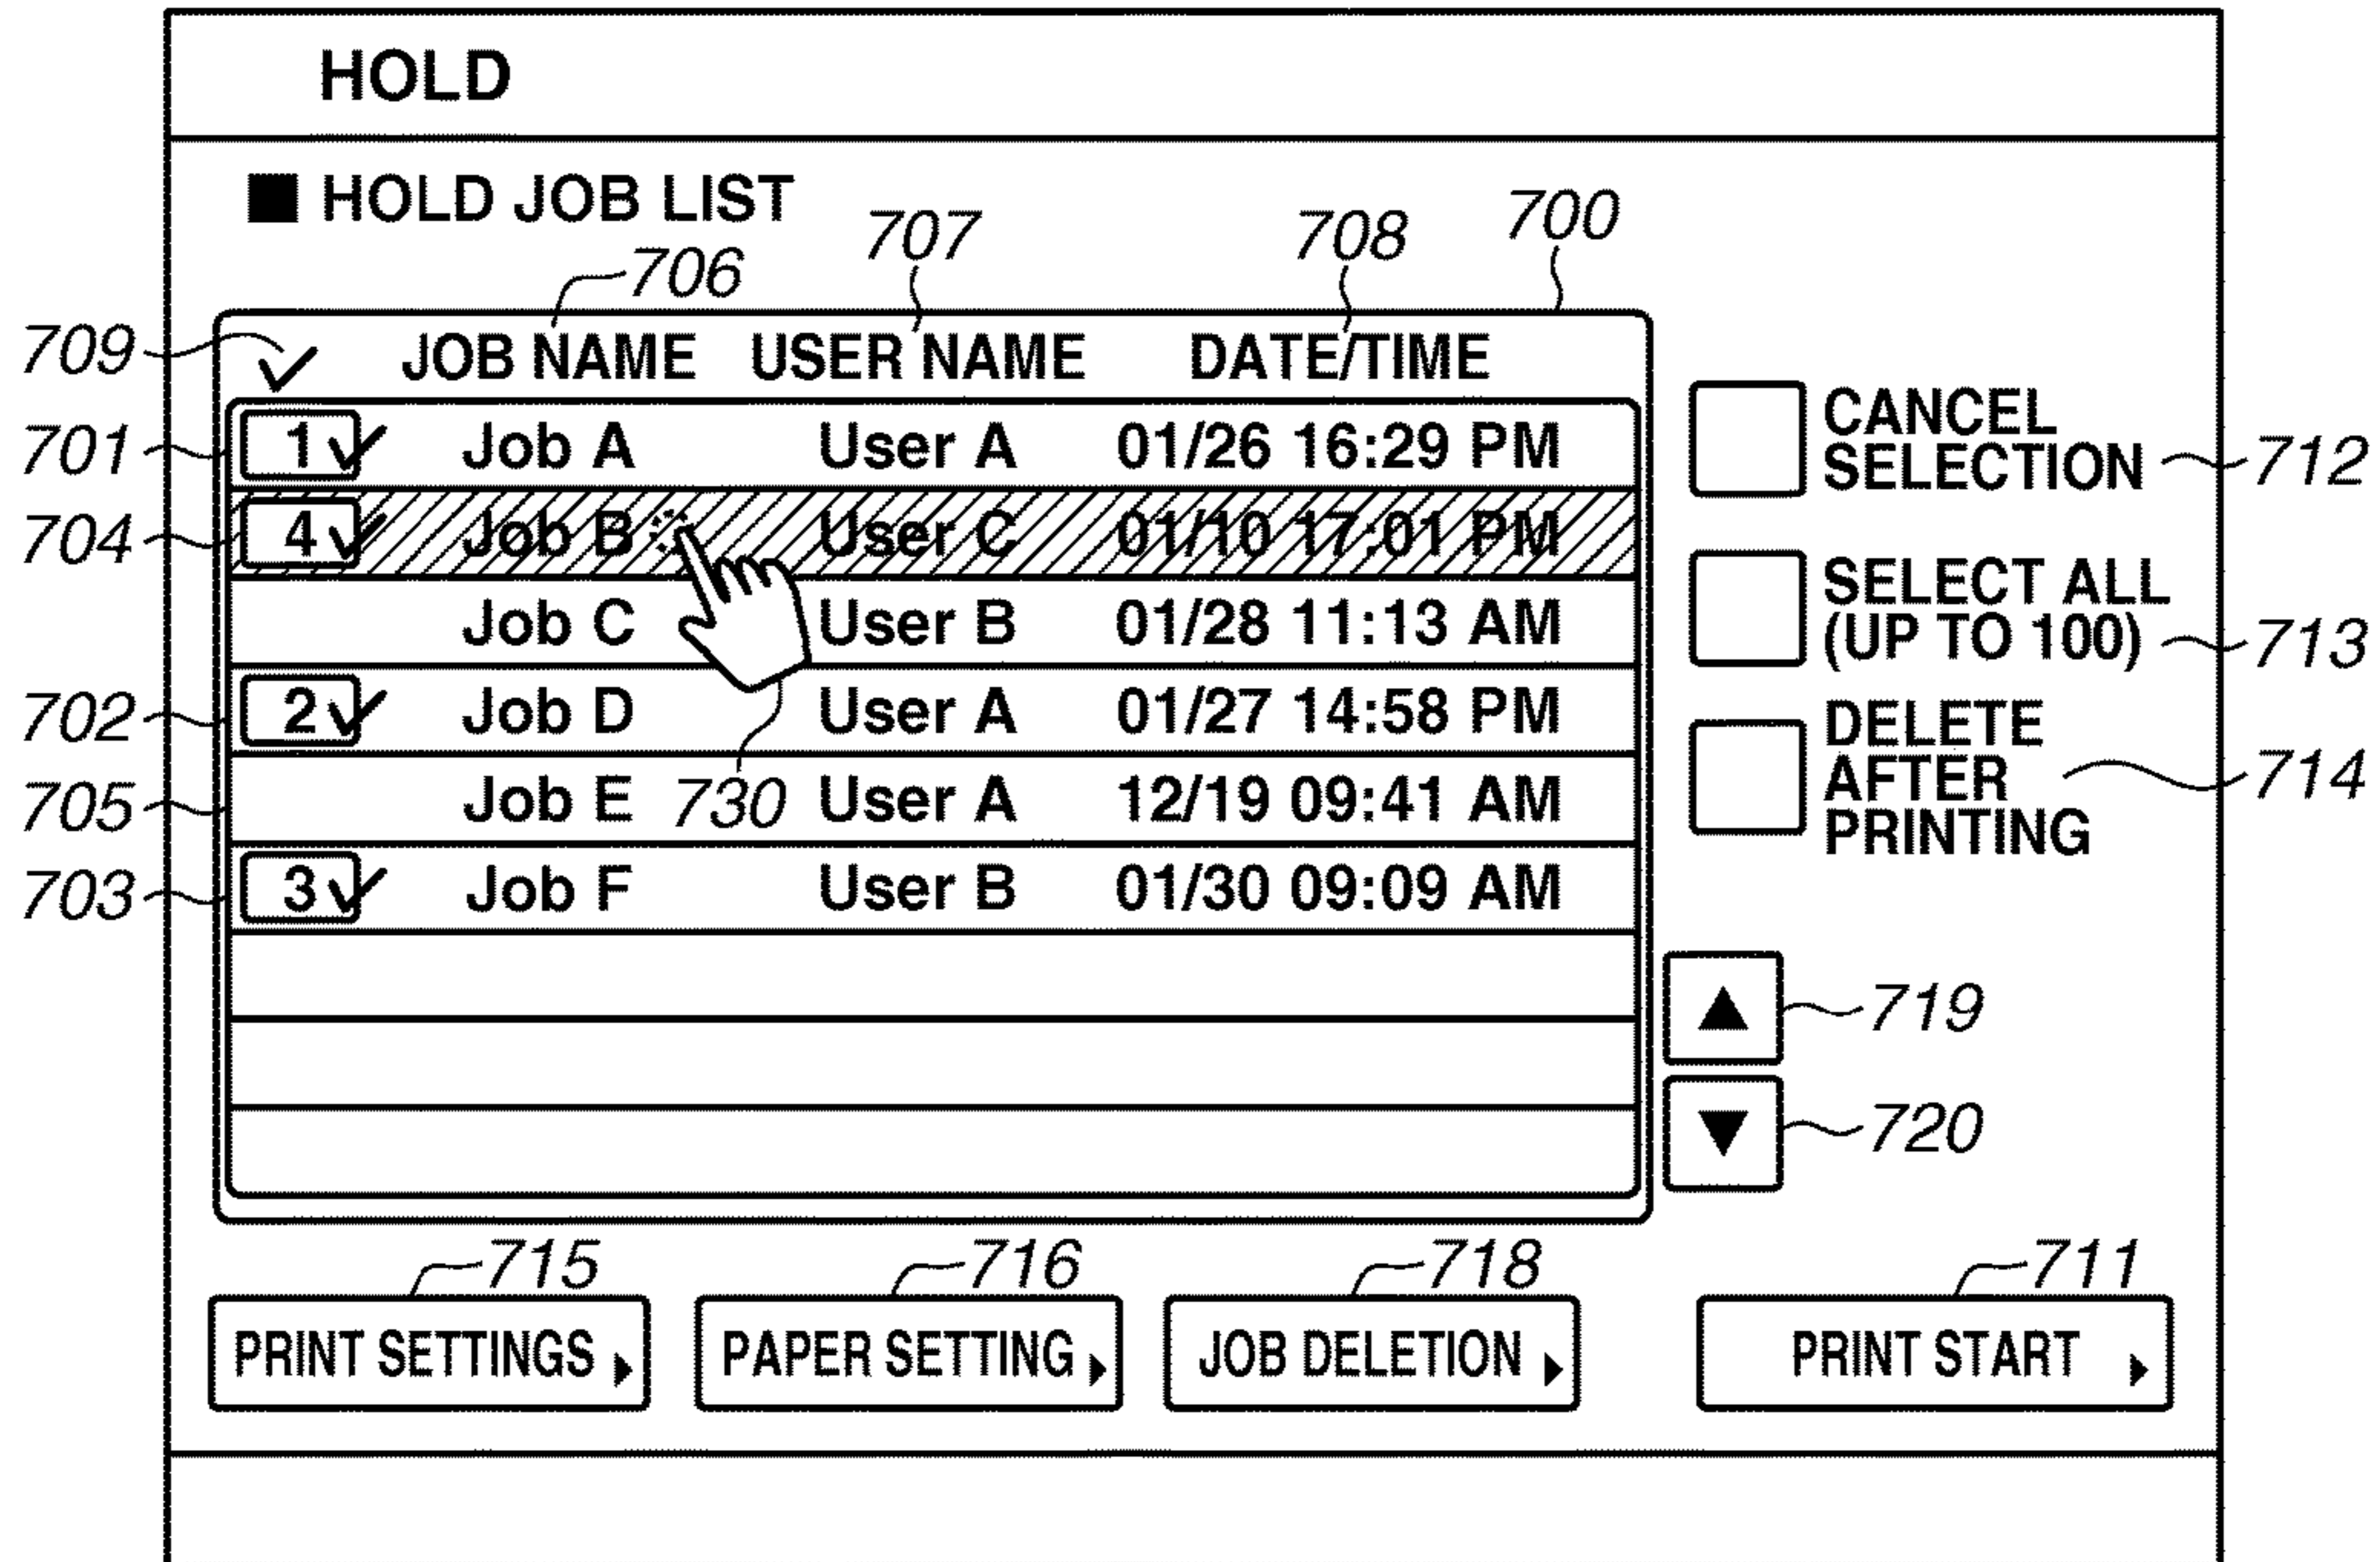 HOLD
■ HOLD JOB LIST
706 707 708 700
709 ✓ JOB NAME USER NAME DATE/TIME
701 1✓ Job A User A 01/26 16:29 PM
CANCEL
SELECTION 712
704 4✓ Job B User C 01/10 17:01 PM
Job C User B 01/28 11:13 AM
SELECT ALL
(UP TO 100) 713
702 2✓ Job D User A 01/27 14:58 PM
DELETE
AFTER
PRINTING 714
705 Job E 730 User A 12/19 09:41 AM
703 3✓ Job F User B 01/30 09:09 AM
▲ 719
▼ 720
715 716 718 711
PRINT SETTINGS PAPER SETTING JOB DELETION PRINT START